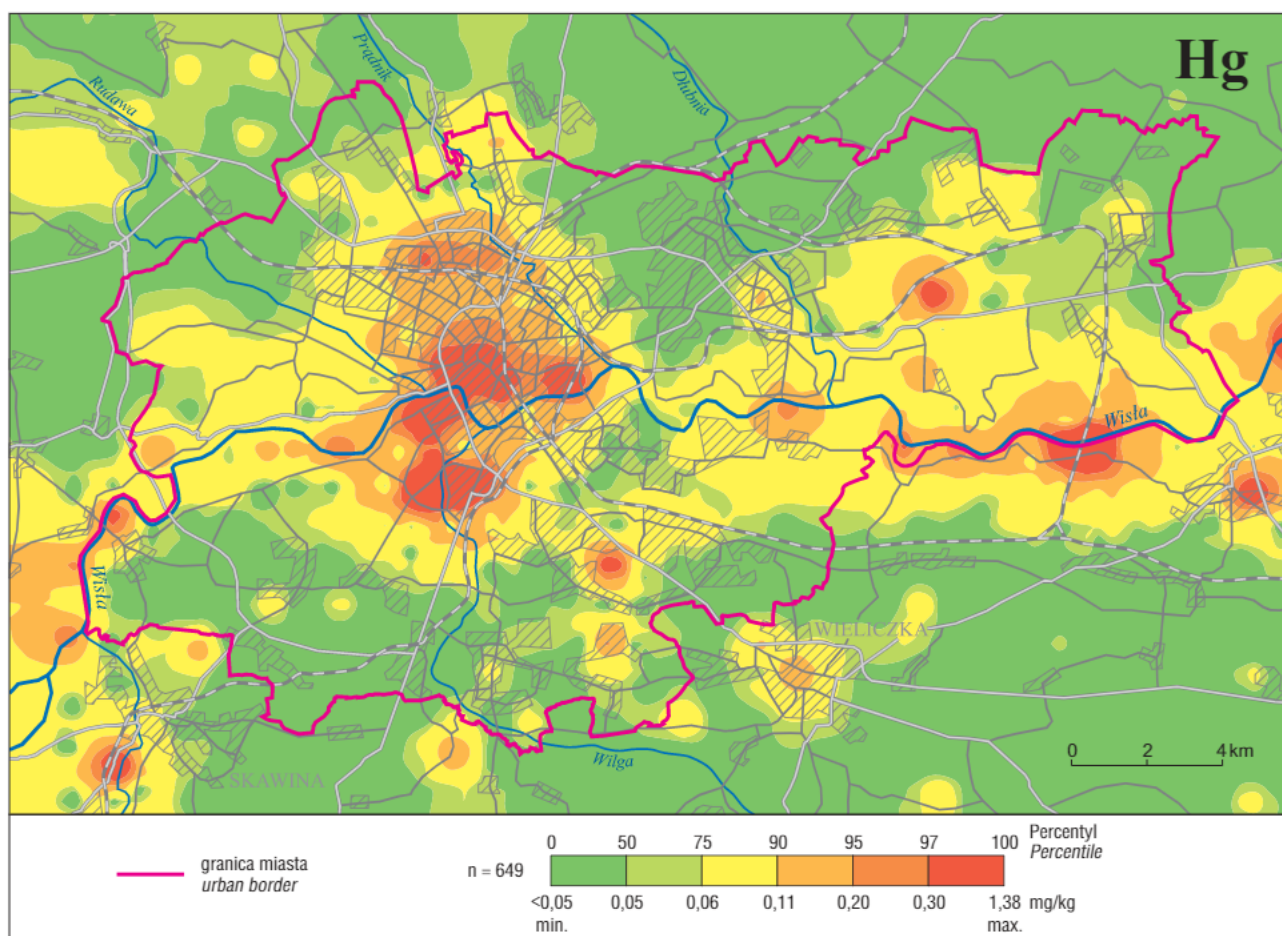 Hg
Prądnik
Rudawa
Dłubnia
Wisła
Wisła
WIELICZKA
0 2 4 km
SKAWINA
Wilga
granica miasta
urban border
n = 649
0 50 75 90 95 97 100 Percentyl
Percentile
<0,05 0,05 0,06 0,11 0,20 0,30 1,38 mg/kg
min. max.